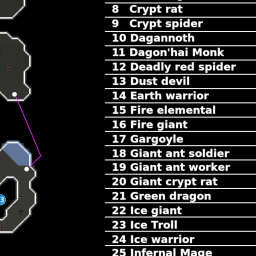 8 Crypt rat
9 Crypt spider
10 Dagannoth
11 Dagon'hai Monk
12 Deadly red spider
13 Dust devil
14 Earth warrior
15 Fire elemental
16 Fire giant
17 Gargoyle
18 Giant ant soldier
19 Giant ant worker
20 Giant crypt rat
21 Green dragon
22 Ice giant
23 Ice Troll
24 Ice warrior
25 Infernal Mage
3